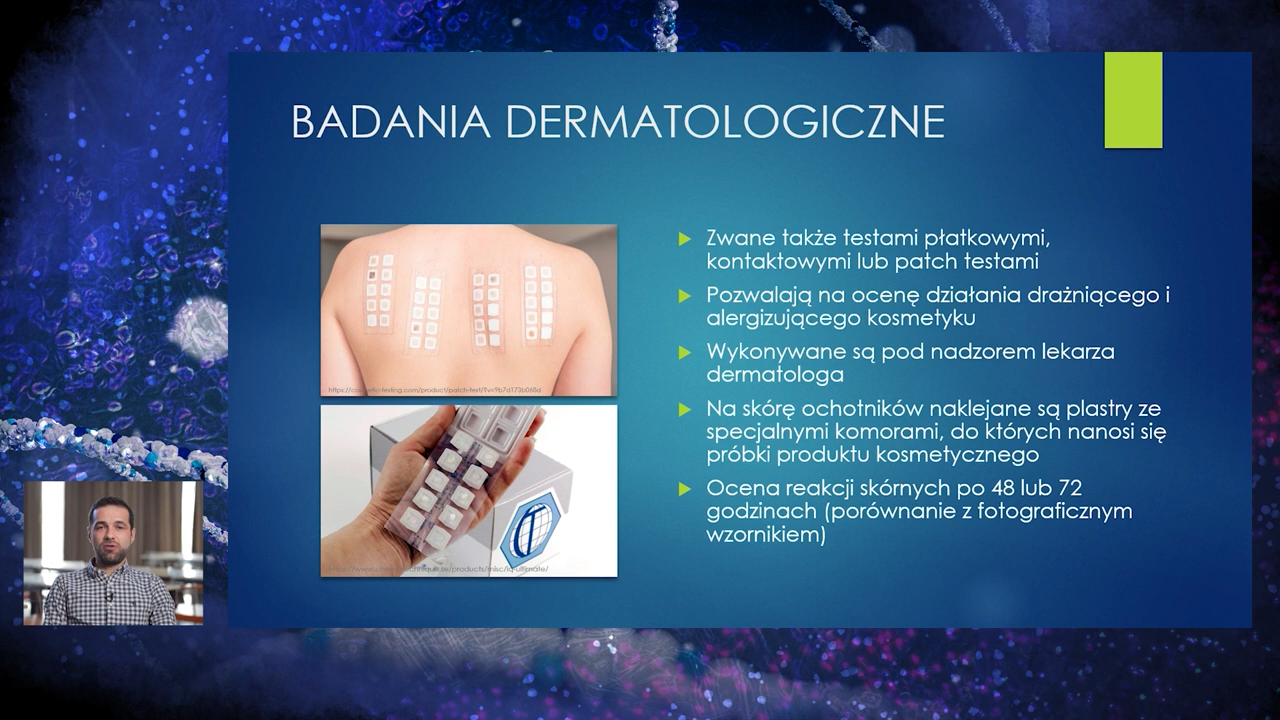 BADANIA DERMATOLOGICZNE
Zwane także testami płatkowymi,
kontaktowymi lub patch testami
Pozwalają na ocenę działania drażniącego i
alergizującego kosmetyku
Wykonywane są pod nadzorem lekarza
dermatologa
Na skórę ochotników naklejane są plastry ze
specjalnymi komorami, do których nanosi się
próbki produktu kosmetycznego
Ocena reakcji skórnych po 48 lub 72
godzinach (porównanie z fotograficznym
wzornikiem)